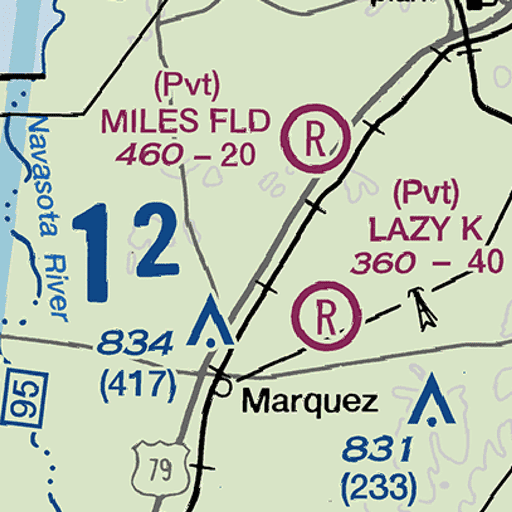 (Pvt)
MILES FLD
460 – 20
R
Navasota River
(Pvt)
LAZY K
360 – 40
12
R
834
(417)
95
Marquez
831
(233)
79